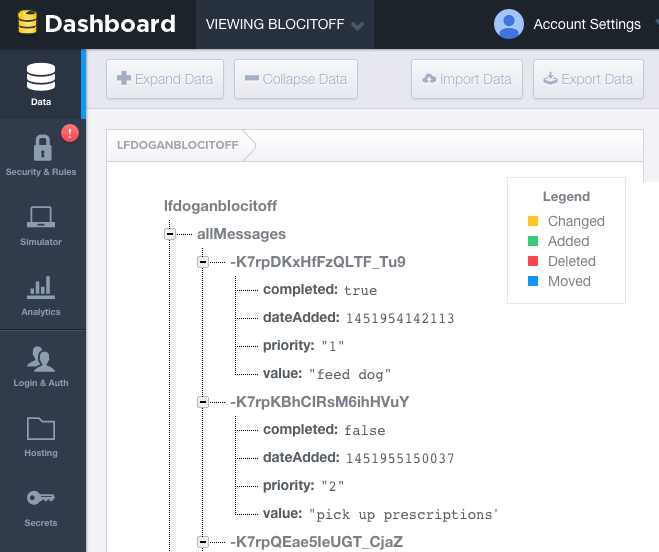 Dashboard
VIEWING BLOCITOFF
Account Settings
Data
Security & Rules
!
Simulator
Analytics
Login & Auth
Hosting
Secrets
Expand Data
Collapse Data
Import Data
Export Data
LFDOGANBLOCITOFF
Legend
Changed
Added
Deleted
Moved
lfdoganblocitoff
allMessages
-K7rpDKxHfFzQLTF_Tu9
completed: true
dateAdded: 1451954142113
priority: "1"
value: "feed dog"
-K7rpKBhCIRsM6ihHVuY
completed: false
dateAdded: 1451955150037
priority: "2"
value: "pick up prescriptions'
-K7rpQEae5IeUGT_CjaZ